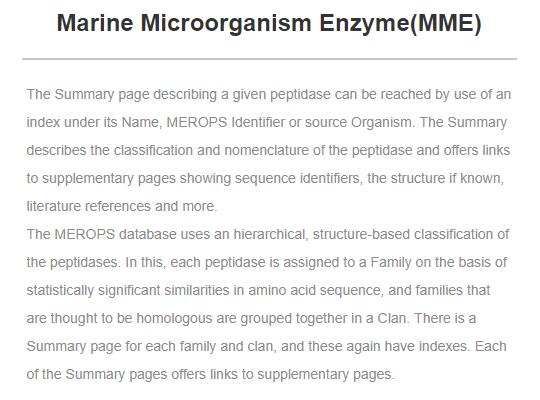 Marine Microorganism Enzyme(MME)
The Summary page describing a given peptidase can be reached by use of an
index under its Name, MEROPS Identifier or source Organism. The Summary
describes the classification and nomenclature of the peptidase and offers links
to supplementary pages showing sequence identifiers, the structure if known,
literature references and more.
The MEROPS database uses an hierarchical, structure-based classification of
the peptidases. In this, each peptidase is assigned to a Family on the basis of
statistically significant similarities in amino acid sequence, and families that
are thought to be homologous are grouped together in a Clan. There is a
Summary page for each family and clan, and these again have indexes. Each
of the Summary pages offers links to supplementary pages.